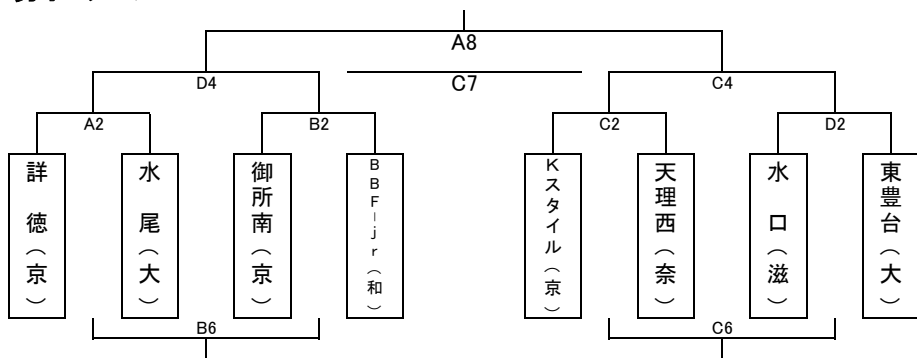 A8
D4
C7
C4
A2
B2
C2
D2
詳徳（京）
水尾（大）
御所南（京）
BBF－jr（和）
Kスタイル（京）
天理西（奈）
水口（滋）
東豊台（大）
B6
C6